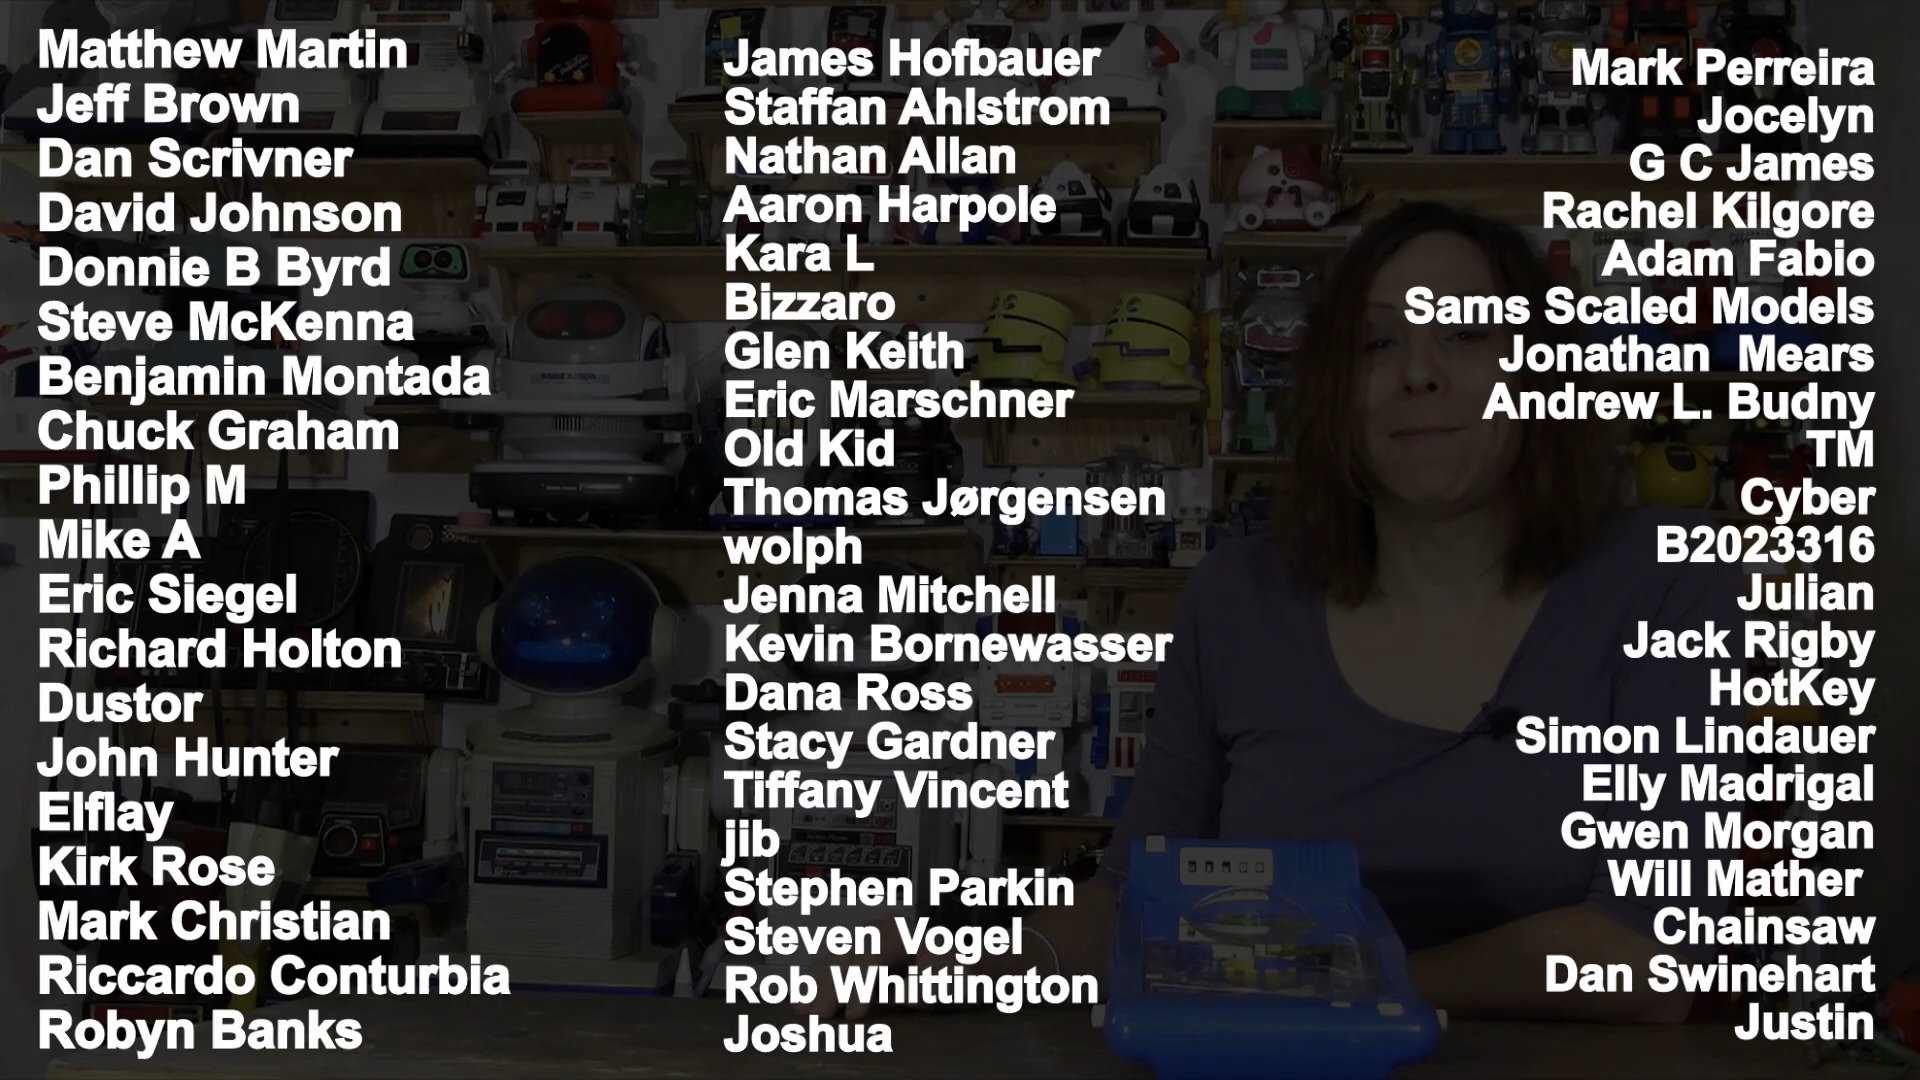 Matthew Martin
Jeff Brown
Dan Scrivner
David Johnson
Donnie B Byrd
Steve McKenna
Benjamin Montada
Chuck Graham
Phillip M
Mike A
Eric Siegel
Richard Holton
Dustor
John Hunter
Elflay
Kirk Rose
Mark Christian
Riccardo Conturbia
Robyn Banks
James Hofbauer
Staffan Ahlstrom
Nathan Allan
Aaron Harpole
Kara L
Bizzaro
Glen Keith
Eric Marschner
Old Kid
Thomas Jørgensen
wolph
Jenna Mitchell
Kevin Bornewasser
Dana Ross
Stacy Gardner
Tiffany Vincent
jib
Stephen Parkin
Steven Vogel
Rob Whittington
Joshua
Mark Perreira
Jocelyn
G C James
Rachel Kilgore
Adam Fabio
Sams Scaled Models
Jonathan  Mears
Andrew L. Budny
TM
Cyber
B2023316
Julian
Jack Rigby
HotKey
Simon Lindauer
Elly Madrigal
Gwen Morgan
Will Mather
Chainsaw
Dan Swinehart
Justin